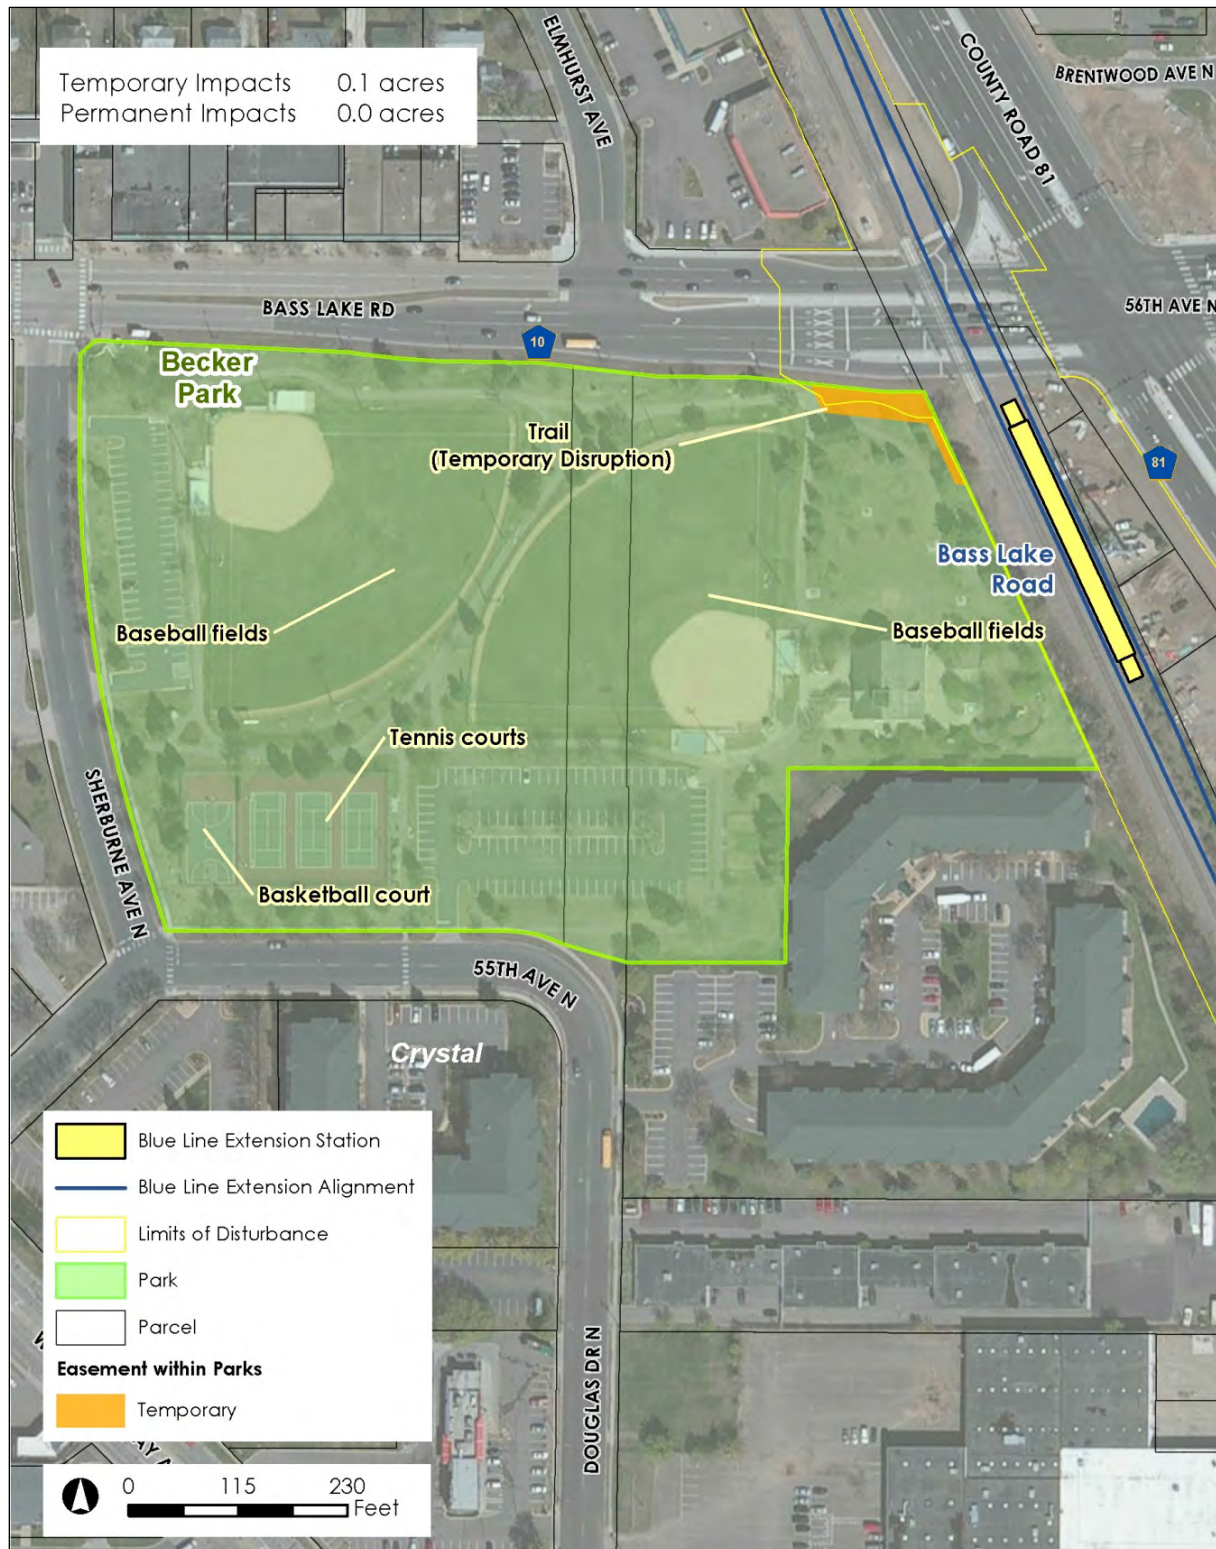 Temporary Impacts 0.1 acres
Permanent Impacts 0.0 acres
ELMHURST AVE
COUNTY ROAD 81
BRENTWOOD AVE N
BASS LAKE RD
56TH AVE N
10
Becker
Park
Trail
(Temporary Disruption)
81
Bass Lake
Road
Baseball fields
Baseball fields
Tennis courts
SHERBURNE AVE N
Basketball court
55TH AVE N
Crystal
Blue Line Extension Station
Blue Line Extension Alignment
Limits of Disturbance
Park
Parcel
Easement within Parks
Temporary
DOUGLAS DR N
0 115 230
Feet